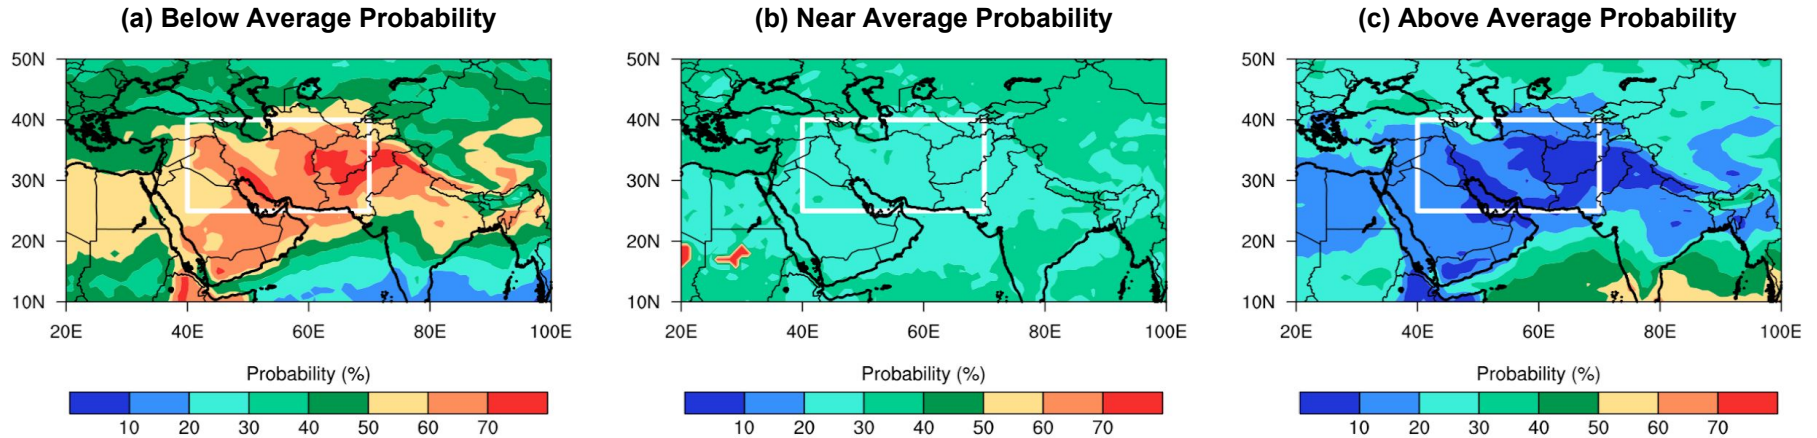 (a) Below Average Probability
50N
40N
30N
20N
10N
20E 40E 60E 80E 100E
Probability (%)
10 20 30 40 50 60 70
(b) Near Average Probability
50N
40N
30N
20N
10N
20E 40E 60E 80E 100E
Probability (%)
10 20 30 40 50 60 70
(c) Above Average Probability
50N
40N
30N
20N
10N
20E 40E 60E 80E 100E
Probability (%)
10 20 30 40 50 60 70